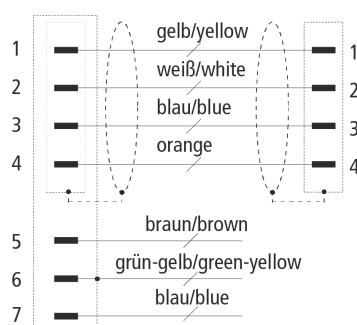 gelb/yellow
1 1
weiß/white
2 2
blau/blue
3 3
orange
4 4
braun/brown
5
grün-gelb/green-yellow
6
blau/blue
7